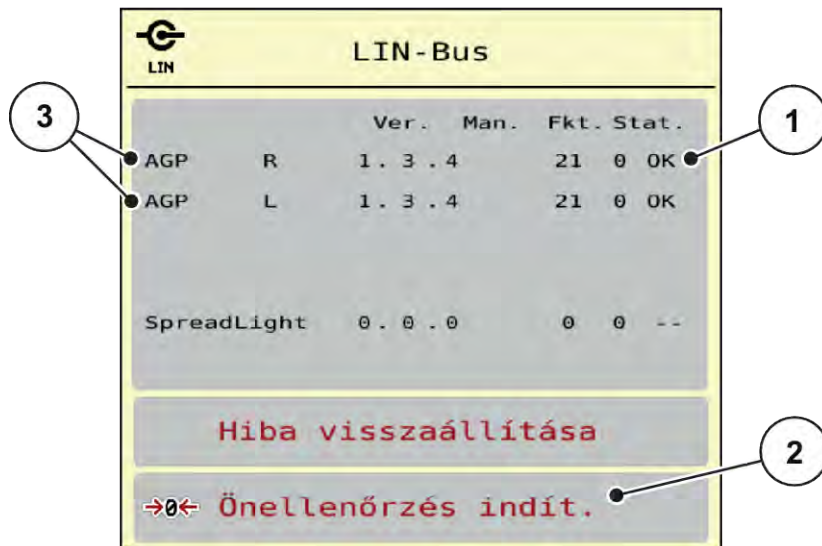 LIN
LIN-Bus
Ver. Man. Fkt. Stat.
3
1
AGP R 1.3.4 21 0 OK
AGP L 1.3.4 21 0 OK
SpreadLight 0.0.0 0 0 --
Hiba visszaállítása
2
→0← Önellenőrzés indít.